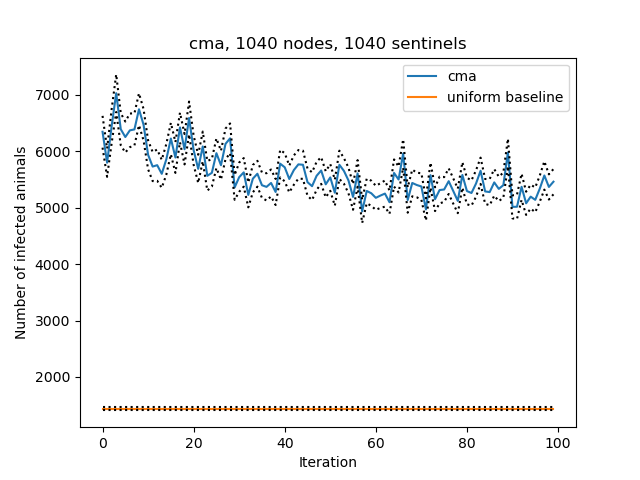 cma, 1040 nodes, 1040 sentinels
cma
uniform baseline
7000
6000
5000
4000
3000
2000
Number of infected animals
0 20 40 60 80 100
Iteration